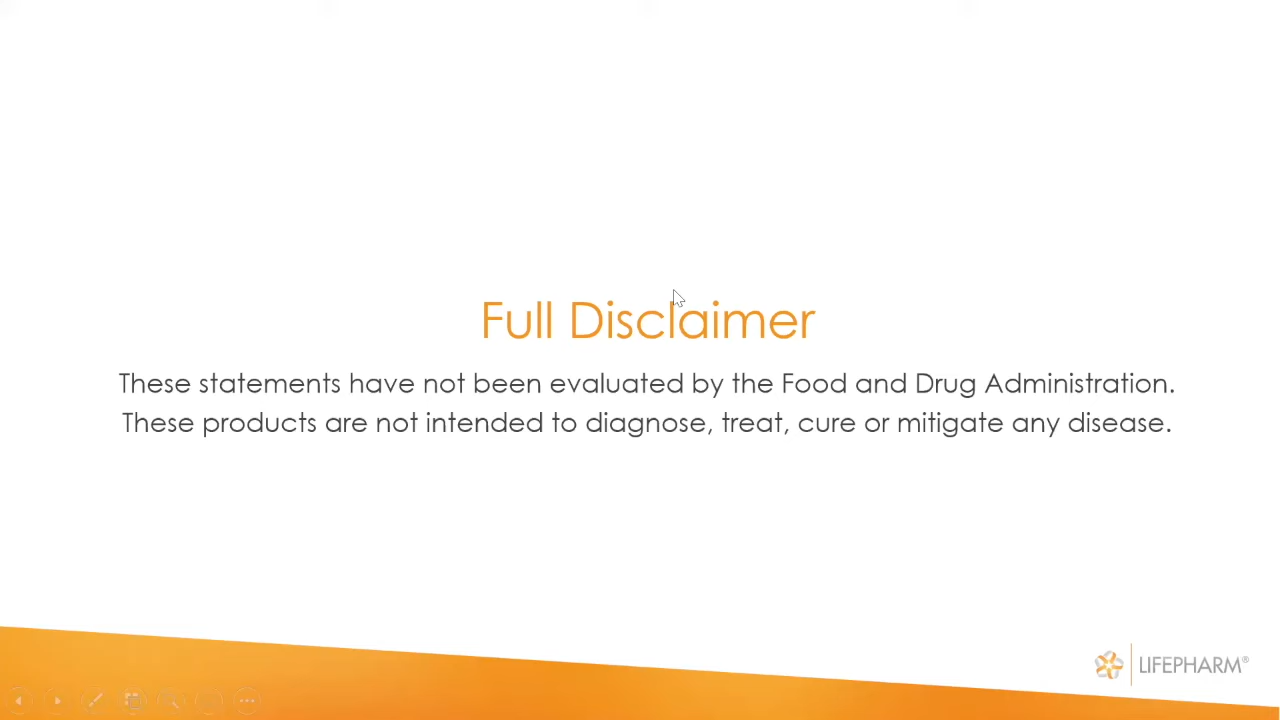 Full Disclaimer
These statements have not been evaluated by the Food and Drug Administration.
These products are not intended to diagnose, treat, cure or mitigate any disease.
LIFEPHARM®